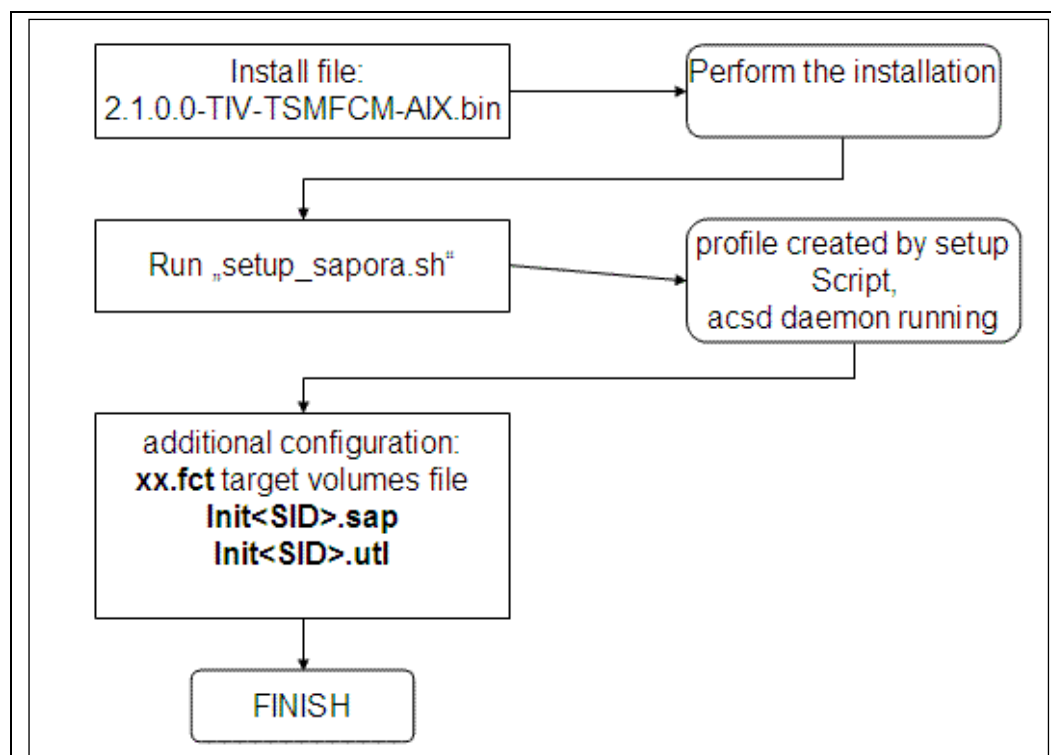 Install file:
2.1.0.0-TIV-TSMFCM-AIX.bin
Perform the installation
Run „setup_sapora.sh“
profile created by setup
Script,
acsd daemon running
additional configuration:
xx.fct target volumes file
Init<SID>.sap
Init<SID>.utl
FINISH